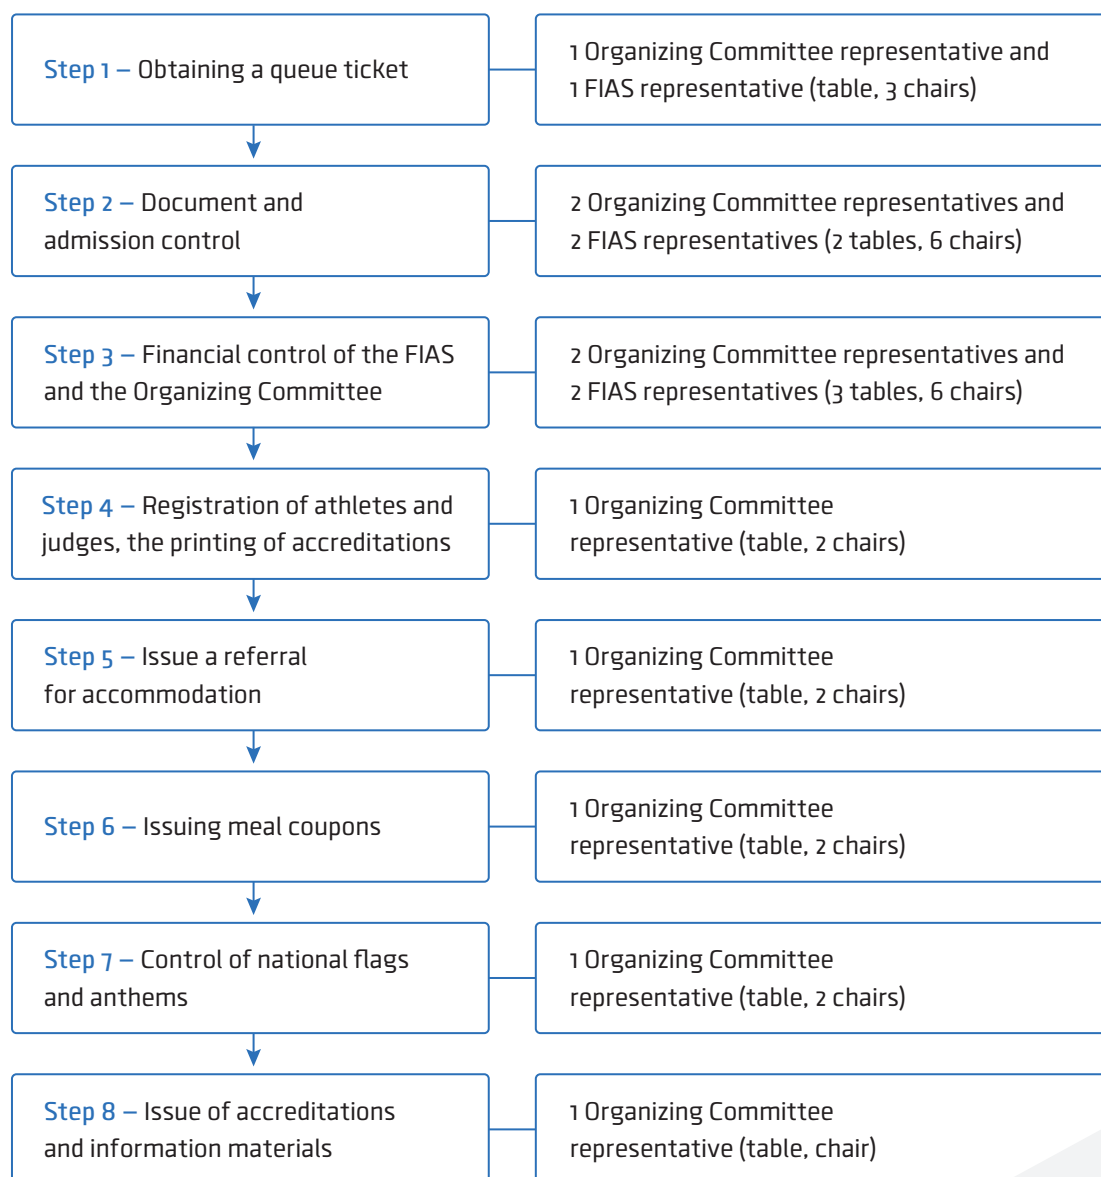 Step 1 – Obtaining a queue ticket
1 Organizing Committee representative and
1 FIAS representative (table, 3 chairs)
Step 2 – Document and
admission control
2 Organizing Committee representatives and
2 FIAS representatives (2 tables, 6 chairs)
Step 3 – Financial control of the FIAS
and the Organizing Committee
2 Organizing Committee representatives and
2 FIAS representatives (3 tables, 6 chairs)
Step 4 – Registration of athletes and
judges, the printing of accreditations
1 Organizing Committee
representative (table, 2 chairs)
Step 5 – Issue a referral
for accommodation
1 Organizing Committee
representative (table, 2 chairs)
Step 6 – Issuing meal coupons
1 Organizing Committee
representative (table, 2 chairs)
Step 7 – Control of national flags
and anthems
1 Organizing Committee
representative (table, 2 chairs)
Step 8 – Issue of accreditations
and information materials
1 Organizing Committee
representative (table, chair)